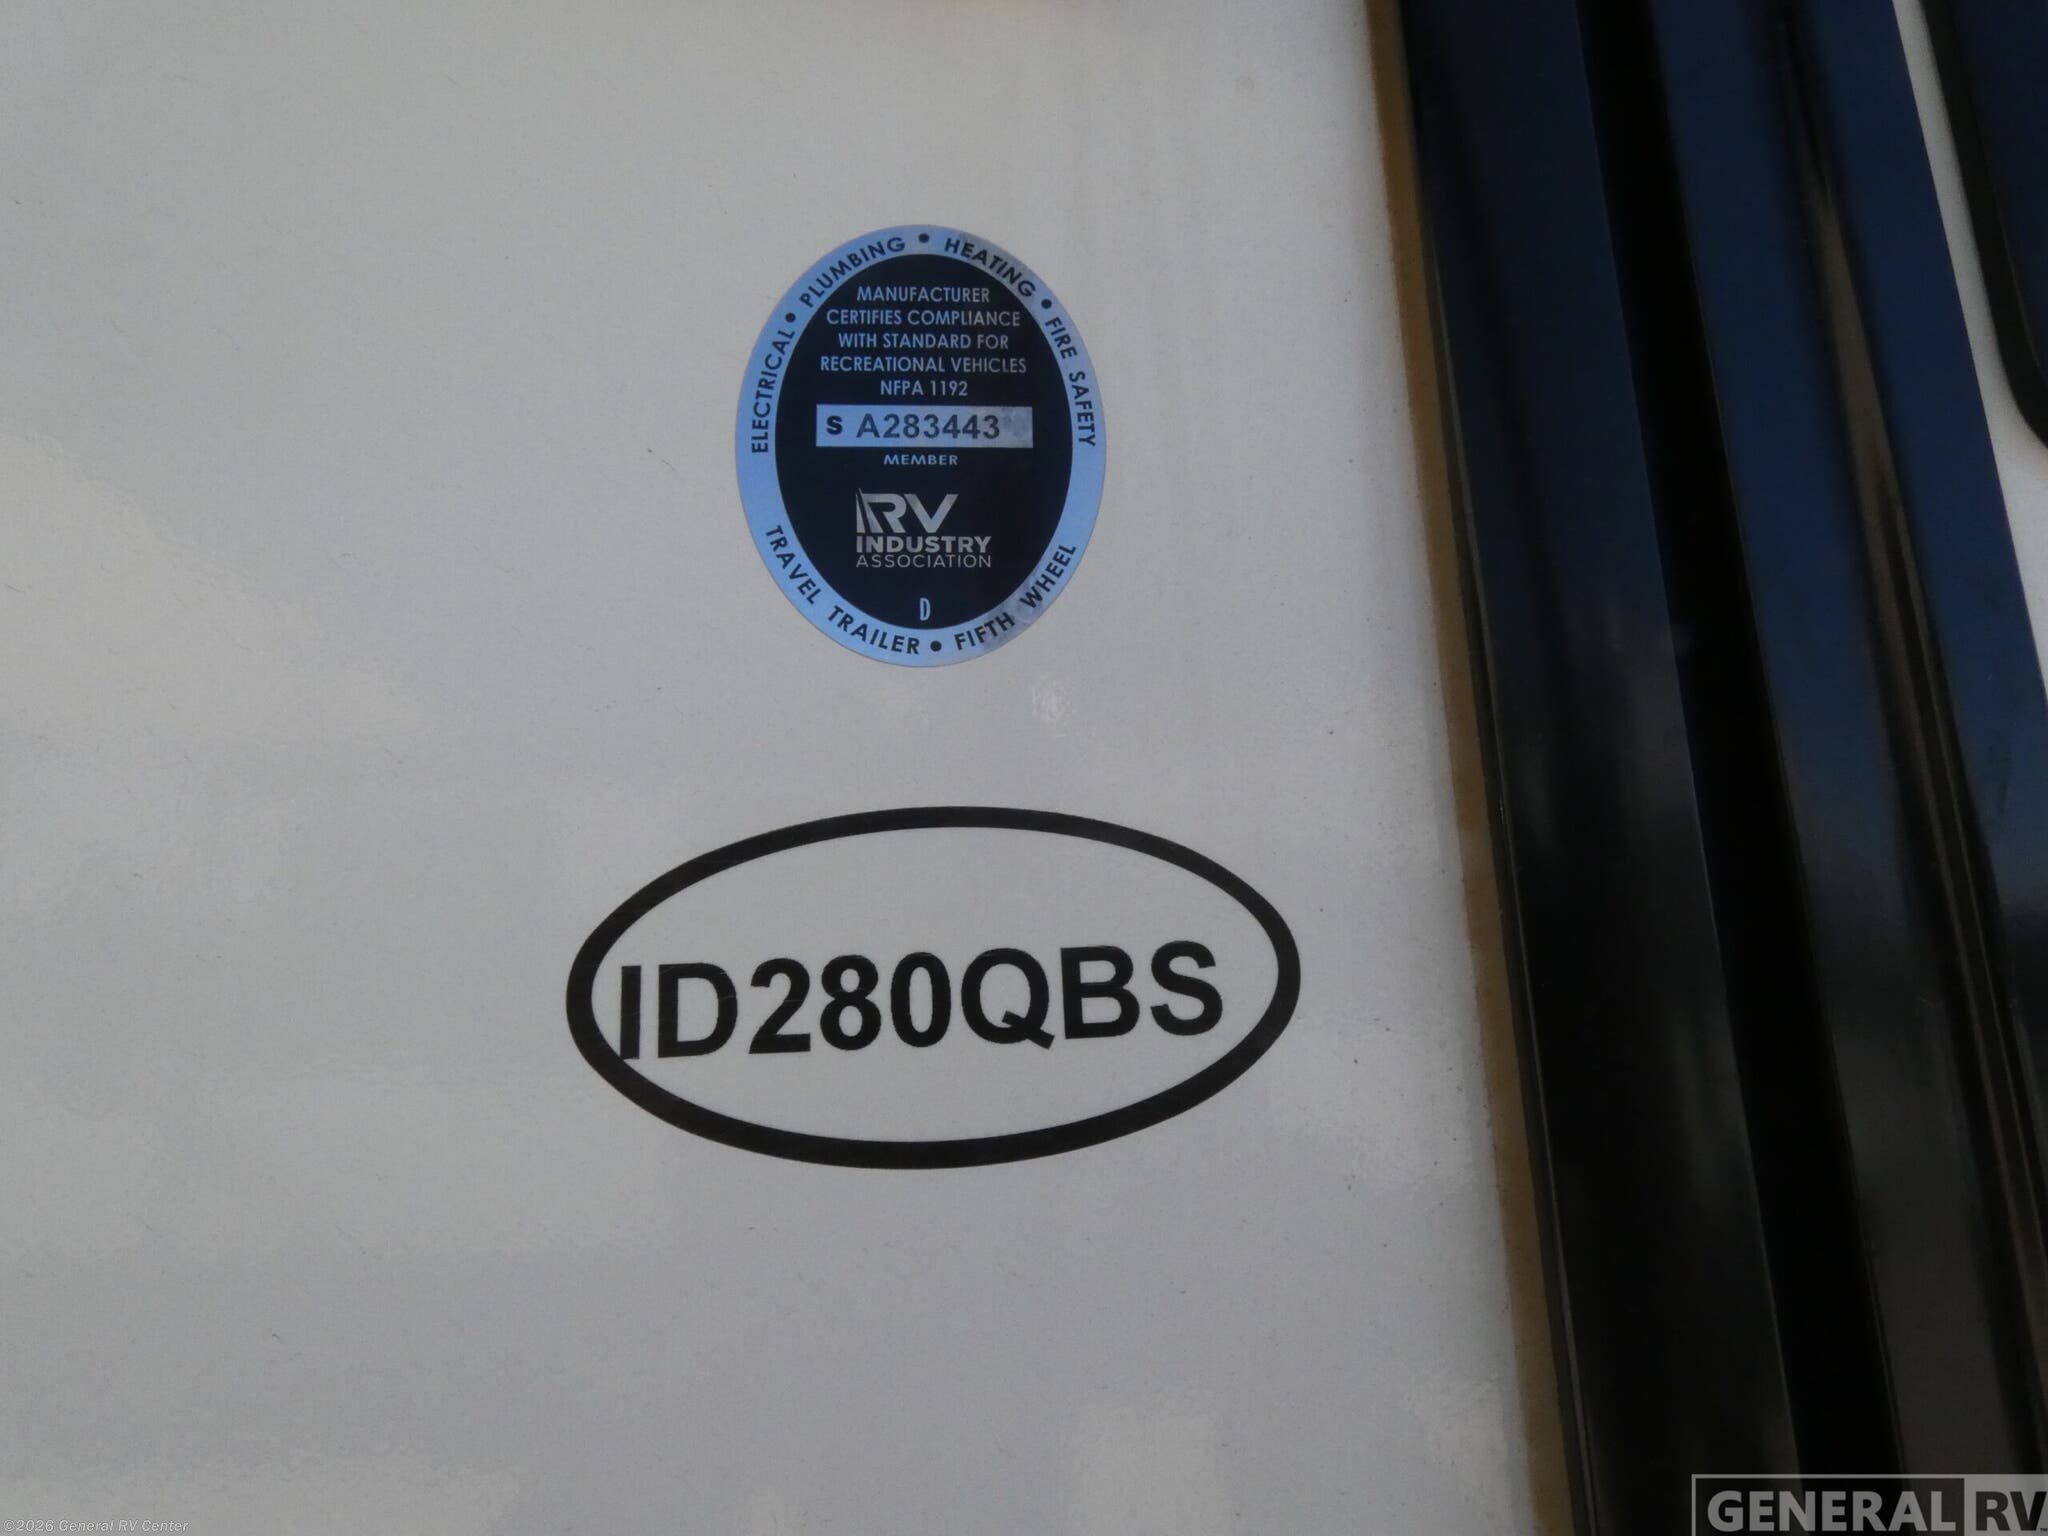 ELECTRICAL • PLUMBING • HEATING • FIRE SAFETY
MANUFACTURER
CERTIFIES COMPLIANCE
WITH STANDARD FOR
RECREATIONAL VEHICLES
NFPA 1192
S A283443
MEMBER
RV
INDUSTRY
ASSOCIATION
D
TRAVEL TRAILER • FIFTH WHEEL
ID280QBS
GENERAL RV
©2026 General RV Center